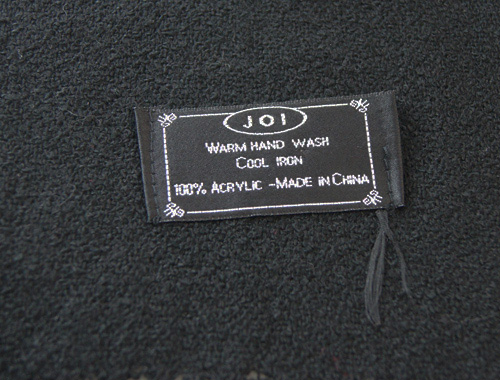 JOI
WARM HAND WASH
COOL IRON
100% ACRYLIC -MADE IN CHINA